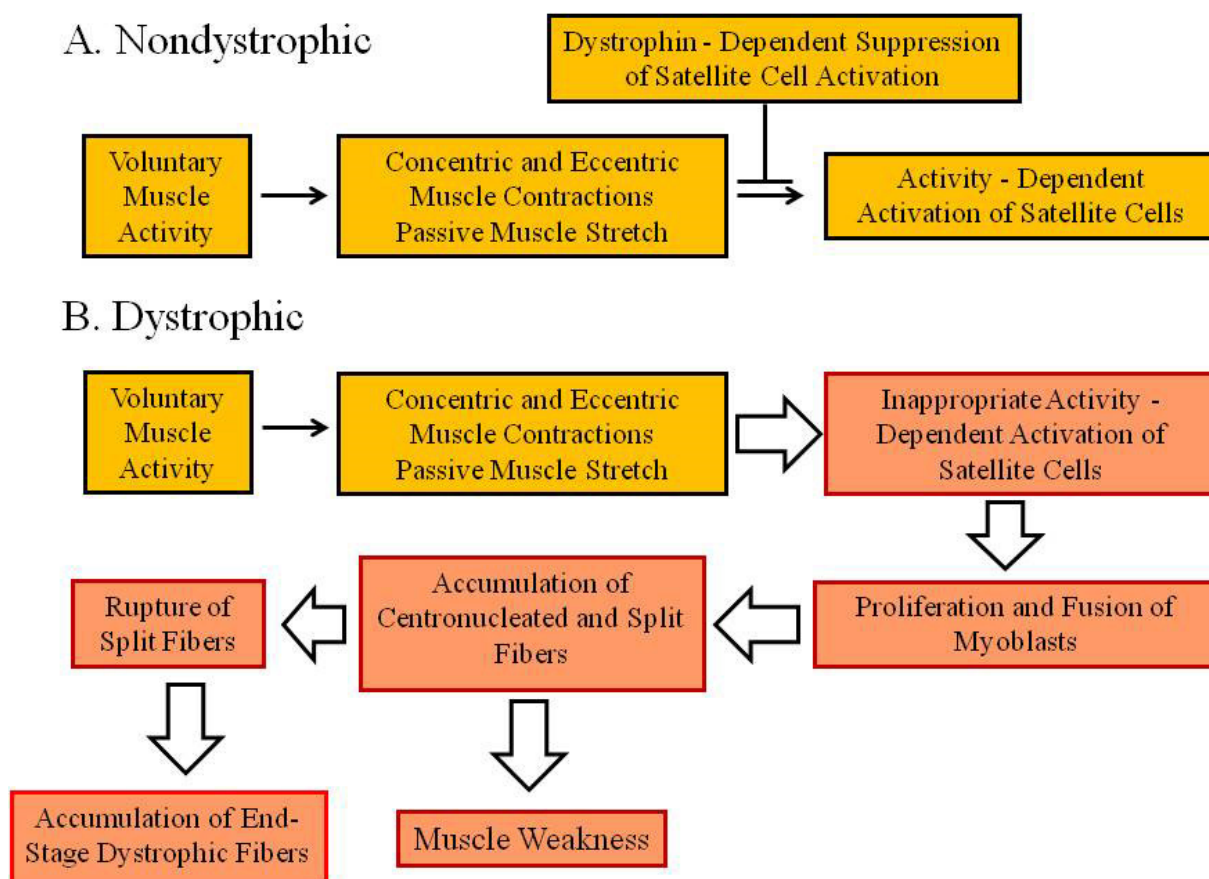 A. Nondystrophic
Dystrophin - Dependent Suppression
of Satellite Cell Activation
Voluntary
Muscle
Activity
Concentric and Eccentric
Muscle Contractions
Passive Muscle Stretch
Activity - Dependent
Activation of Satellite Cells
B. Dystrophic
Voluntary
Muscle
Activity
Concentric and Eccentric
Muscle Contractions
Passive Muscle Stretch
Inappropriate Activity -
Dependent Activation of
Satellite Cells
Proliferation and Fusion of
Myoblasts
Accumulation of
Centronucleated and Split
Fibers
Rupture of
Split Fibers
Accumulation of End-
Stage Dystrophic Fibers
Muscle Weakness